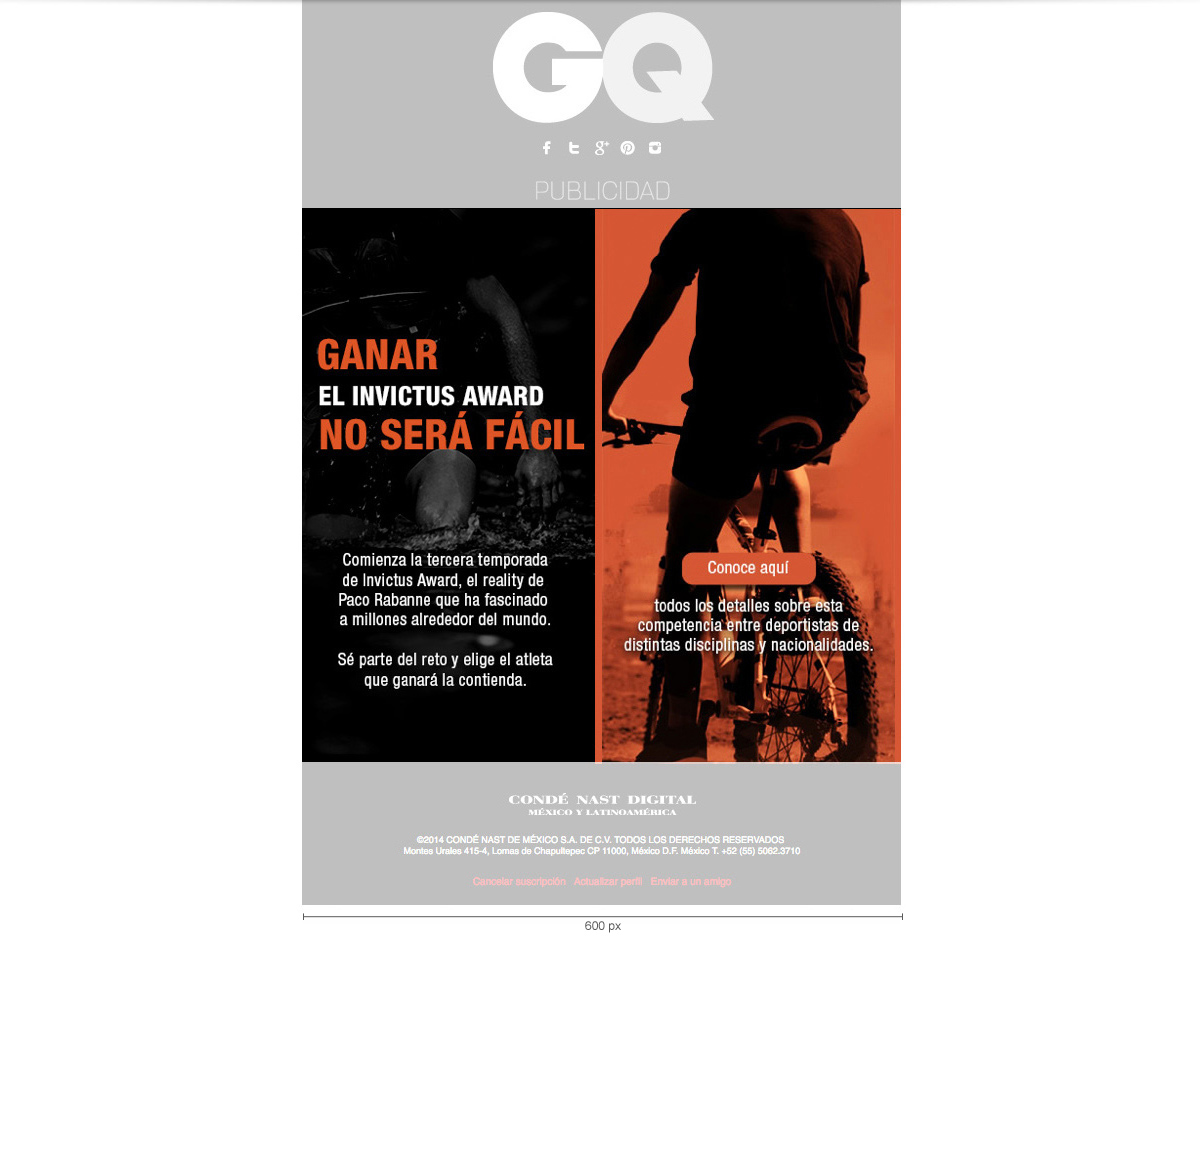 GQ
PUBLICIDAD
GANAR
EL INVICTUS AWARD
NO SERÁ FÁCIL
Comienza la tercera temporada
de Invictus Award, el reality de
Paco Rabanne que ha fascinado
a millones alrededor del mundo.
Sé parte del reto y elige el atleta
que ganará la contienda.
Conoce aquí
todos los detalles sobre esta
competencia entre deportistas de
distintas disciplinas y nacionalidades.
CONDÉ NAST DIGITAL
MÉXICO Y LATINOAMÉRICA
©2014 CONDÉ NAST DE MÉXICO S.A. DE C.V. TODOS LOS DERECHOS RESERVADOS
Montes Urales 415-4, Lomas de Chapultepec CP 11000, México D.F. México T. +52 (55) 5062.3710
Cancelar suscripción Actualizar perfil Enviar a un amigo
600 px